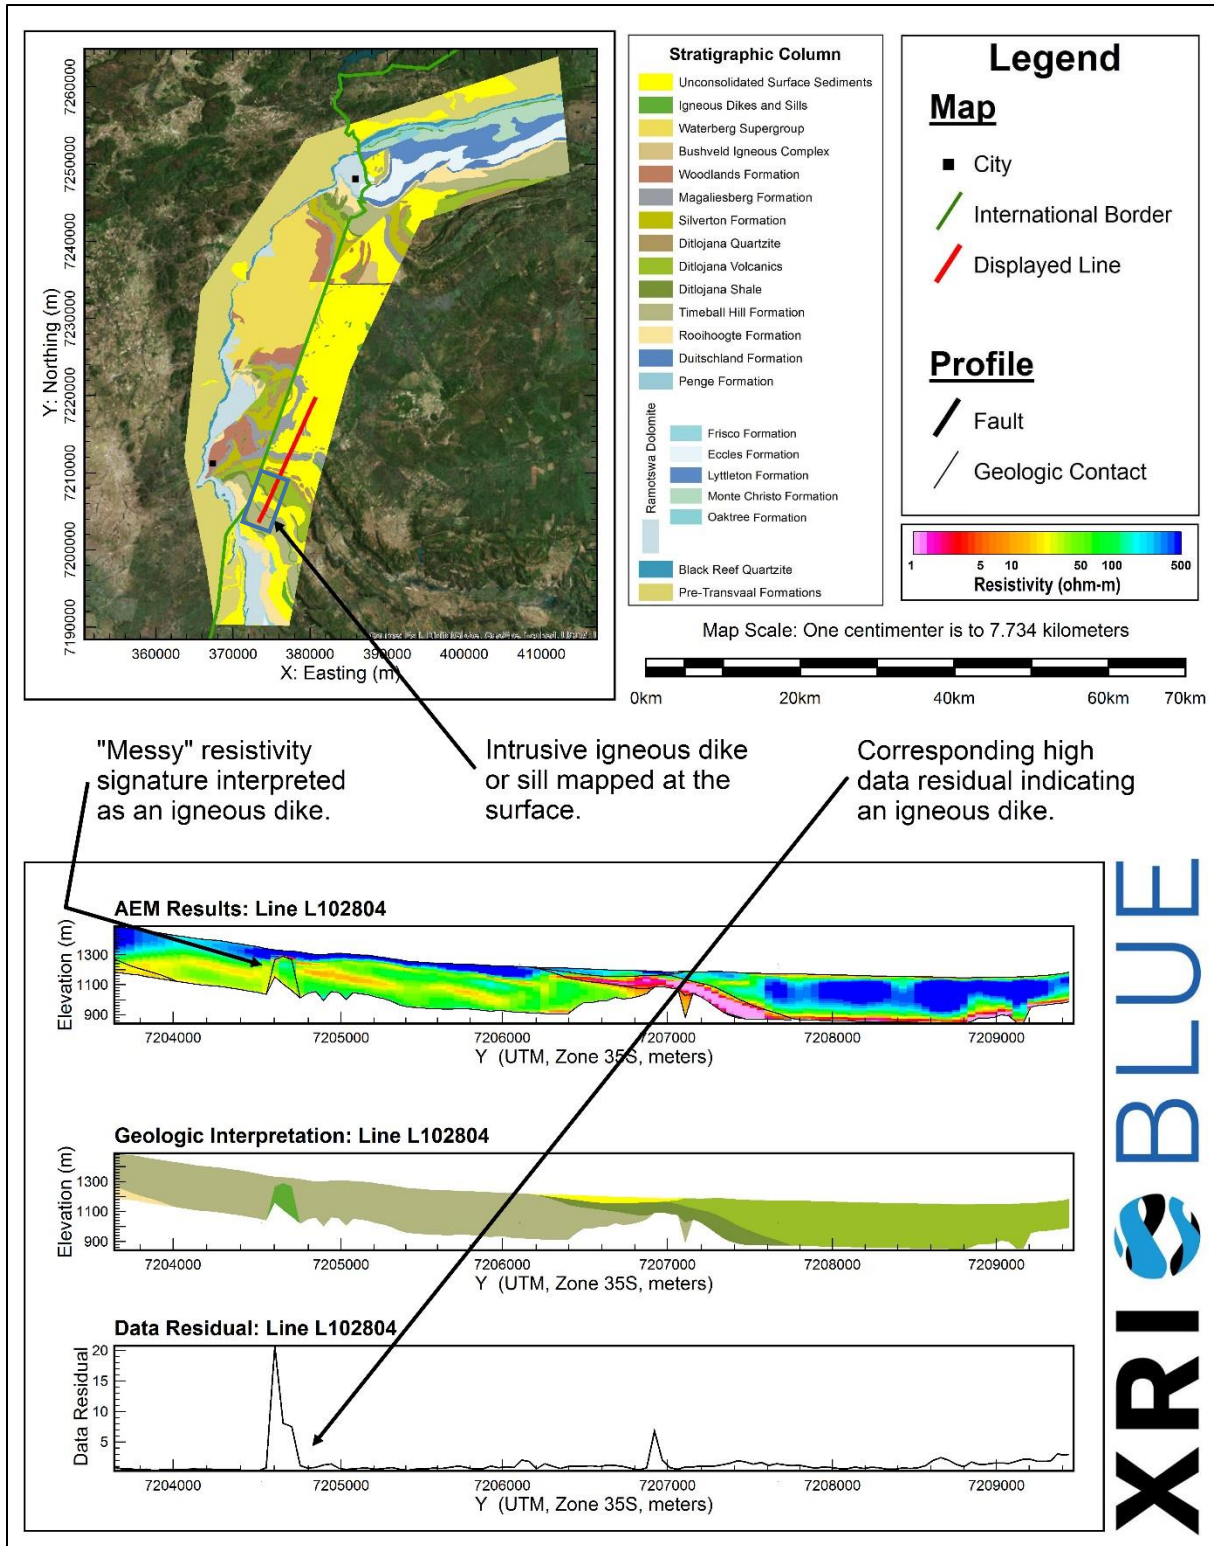 7260000
7250000
7240000
7230000
7220000
7210000
7200000
7190000
Y: Northing (m)
360000 370000 380000 390000 400000 410000
X: Easting (m)
Stratigraphic Column
Unconsolidated Surface Sediments
Igneous Dikes and Sills
Waterberg Supergroup
Bushveld Igneous Complex
Woodlands Formation
Magaliesberg Formation
Silverton Formation
Ditlojana Quartzite
Ditlojana Volcanics
Ditlojana Shale
Timeball Hill Formation
Rooihoogte Formation
Duitschland Formation
Penge Formation
Ramotswa Dolomite
Frisco Formation
Eccles Formation
Lyttleton Formation
Monte Christo Formation
Oaktree Formation
Black Reef Quartzite
Pre-Transvaal Formations
Legend
Map
City
International Border
Displayed Line
Profile
Fault
Geologic Contact
1 5 10 50 100 500
Resistivity (ohm-m)
Map Scale: One centimenter is to 7.734 kilometers
0km 20km 40km 60km 70km
"Messy" resistivity
signature interpreted
as an igneous dike.
Intrusive igneous dike
or sill mapped at the
surface.
Corresponding high
data residual indicating
an igneous dike.
AEM Results: Line L102804
Elevation (m)
1300
1100
900
7204000 7205000 7206000 7207000 7208000 7209000
Y (UTM, Zone 35S, meters)
Geologic Interpretation: Line L102804
Elevation (m)
1300
1100
900
7204000 7205000 7206000 7207000 7208000 7209000
Y (UTM, Zone 35S, meters)
Data Residual: Line L102804
Data Residual
20
15
10
5
7204000 7205000 7206000 7207000 7208000 7209000
Y (UTM, Zone 35S, meters)
XRI BLUE